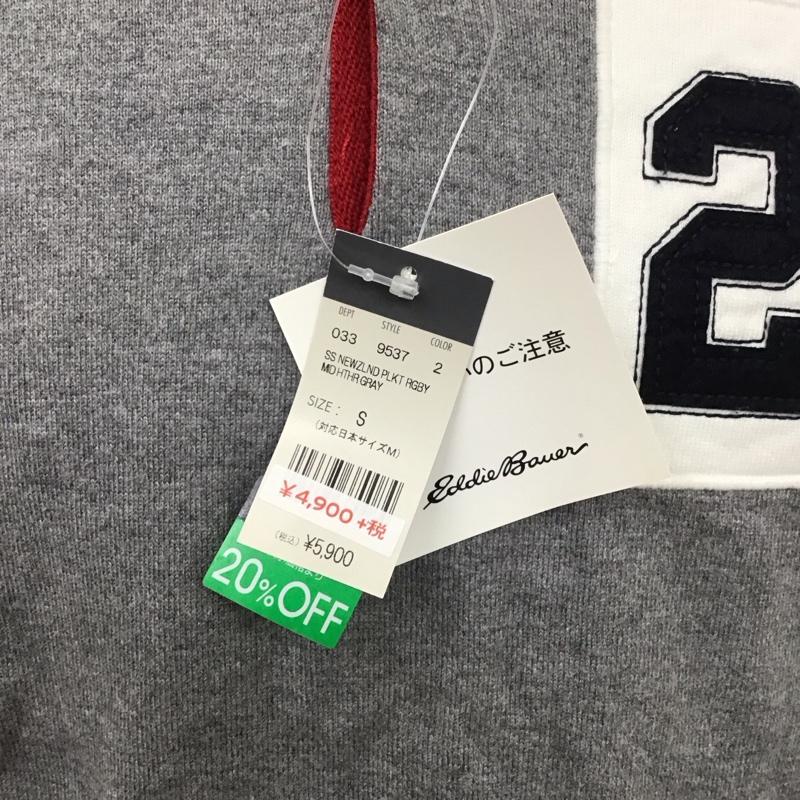 DEPT STYLE COLOR
033 9537 2
SS NEWZLND PLKT RGBY
MID HTHR GRAY
SIZE: S
(対応日本サイズM)
¥4,900+税
(税込) ¥5,900
より
20%OFF
のご注意
Eddie Bauer
2